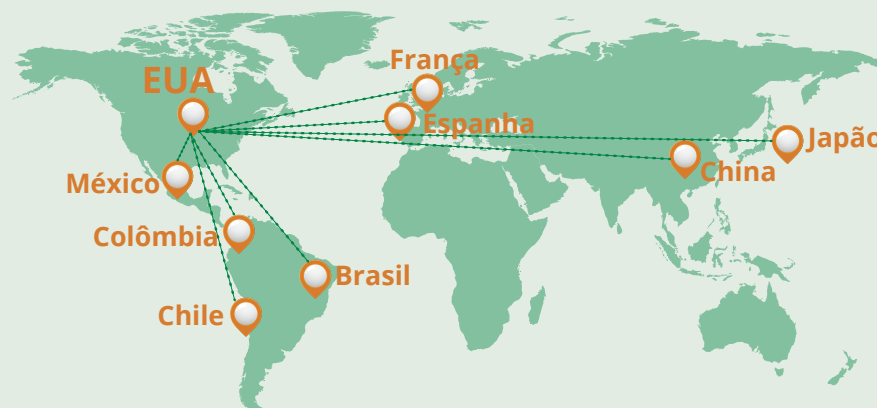 França
EUA
Espanha
Japão
China
México
Colômbia
Brasil
Chile